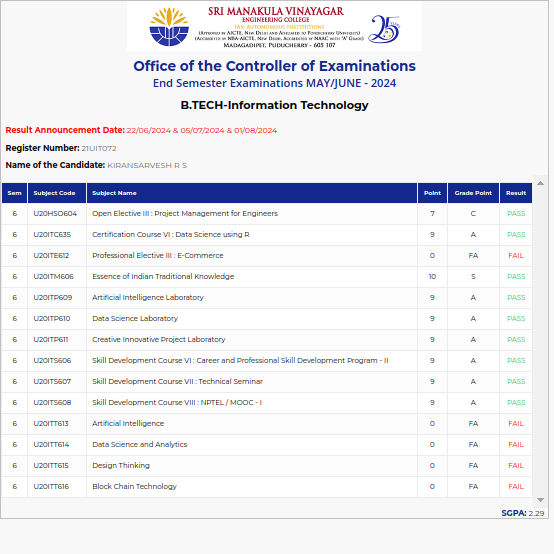 SRI MANAKULA VINAYAGAR
ENGINEERING COLLEGE
(AN AUTONOMOUS INSTITUTION)
(APPROVED BY AICTE, NEW DELHI AND AFFILIATED TO PONDICHERRY UNIVERSITY)
(ACCREDITED BY NBA-AICTE, NEW DELHI, ACCREDITED BY NAAC WITH "A" GRADE)
MADAGADIPET, PUDUCHERRY - 605 107
25
Office of the Controller of Examinations
End Semester Examinations MAY/JUNE - 2024
B.TECH-Information Technology
Result Announcement Date: 22/06/2024 & 05/07/2024 & 01/08/2024
Register Number: 21UIT072
Name of the Candidate: KIRANSARVESH R S
Sem Subject Code Subject Name Point Grade Point Result
6 U20HSO604 Open Elective III : Project Management for Engineers 7 C PASS
6 U20ITC635 Certification Course VI : Data Science using R 9 A PASS
6 U20ITE612 Professional Elective III : E-Commerce 0 FA FAIL
6 U20ITM606 Essence of Indian Traditional Knowledge 10 S PASS
6 U20ITP609 Artificial Intelligence Laboratory 9 A PASS
6 U20ITP610 Data Science Laboratory 9 A PASS
6 U20ITP611 Creative Innovative Project Laboratory 9 A PASS
6 U20ITS606 Skill Development Course VI : Career and Professional Skill Development Program - II 9 A PASS
6 U20ITS607 Skill Development Course VII : Technical Seminar 9 A PASS
6 U20ITS608 Skill Development Course VIII : NPTEL / MOOC - I 9 A PASS
6 U20ITT613 Artificial Intelligence 0 FA FAIL
6 U20ITT614 Data Science and Analytics 0 FA FAIL
6 U20ITT615 Design Thinking 0 FA FAIL
6 U20ITT616 Block Chain Technology 0 FA FAIL
SGPA: 2.29